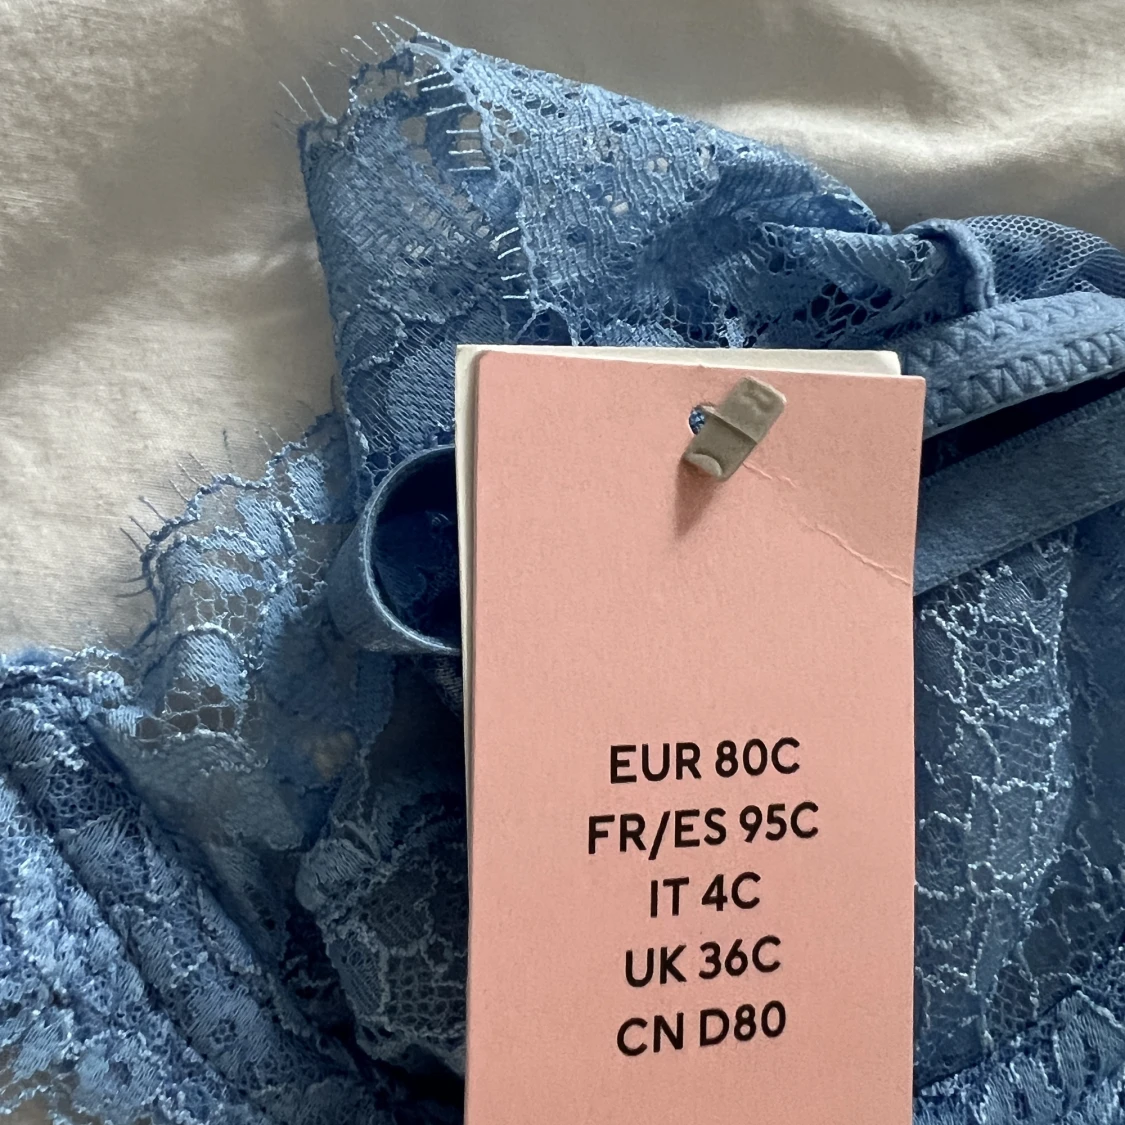 EUR 80C
FR/ES 95C
IT 4C
UK 36C
CN D80